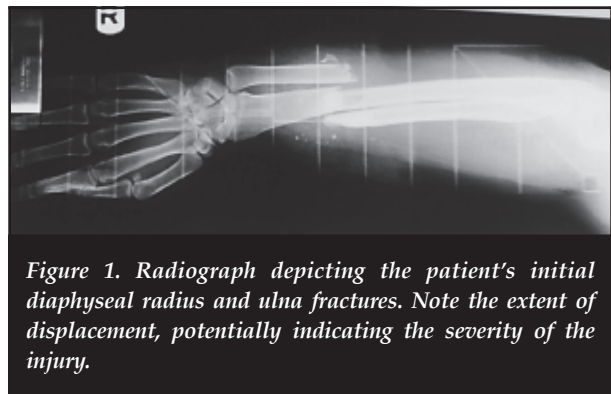 R
Figure 1. Radiograph depicting the patient's initial
diaphyseal radius and ulna fractures. Note the extent of
displacement, potentially indicating the severity of the
injury.